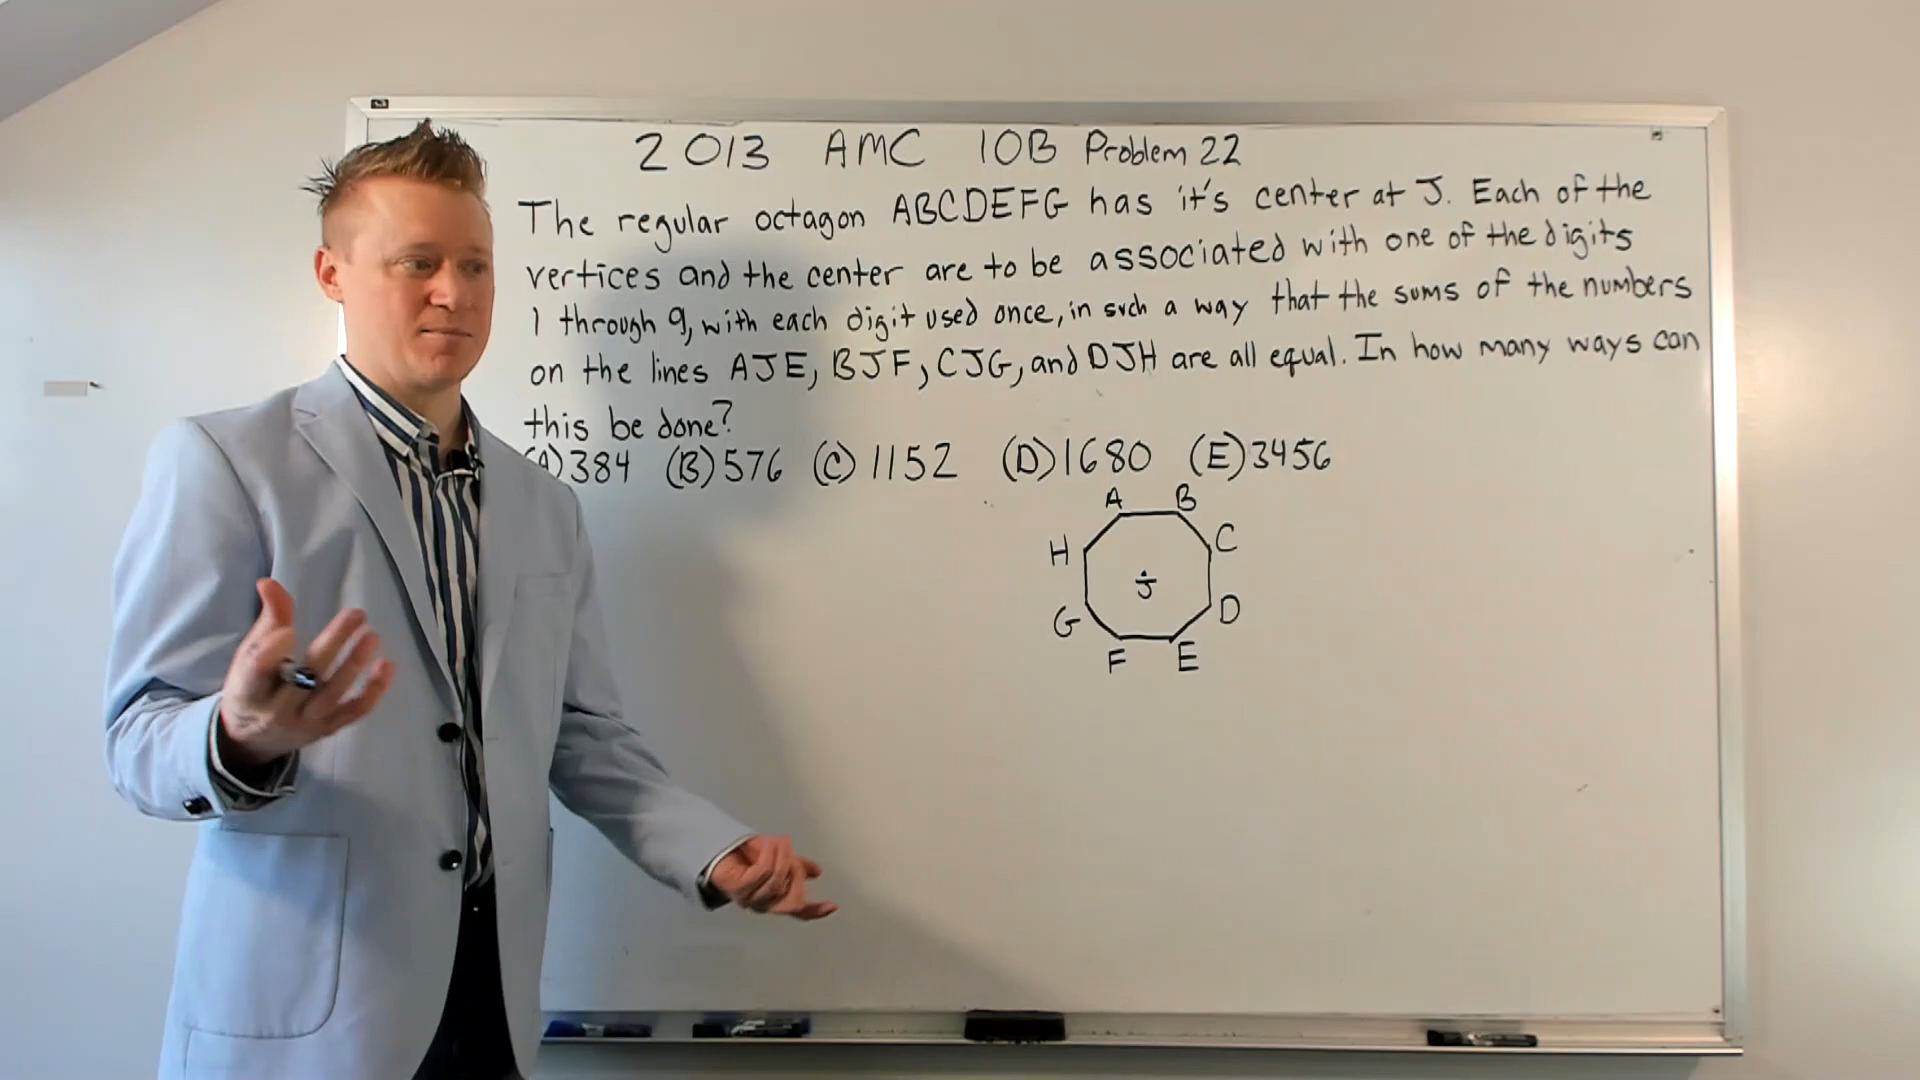 2013 AMC 10B Problem 22
The regular octagon ABCDEFG has it's center at J. Each of the
vertices and the center are to be associated with one of the digits
1 through 9, with each digit used once, in such a way that the sums of the numbers
on the lines AJE, BJF, CJG, and DJH are all equal. In how many ways can
this be done?
(A) 384 (B) 576 (C) 1152 (D) 1680 (E) 3456
A B
H C
J
G D
F E